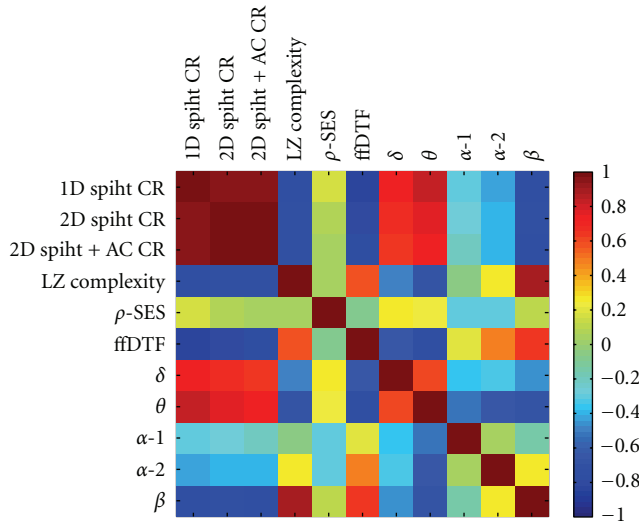 1D spiht CR
2D spiht CR
2D spiht + AC CR
LZ complexity
ρ-SES
ffDTF
δ
θ
α-1
α-2
β
1D spiht CR
2D spiht CR
2D spiht + AC CR
LZ complexity
ρ-SES
ffDTF
δ
θ
α-1
α-2
β
1
0.8
0.6
0.4
0.2
0
−0.2
−0.4
−0.6
−0.8
−1